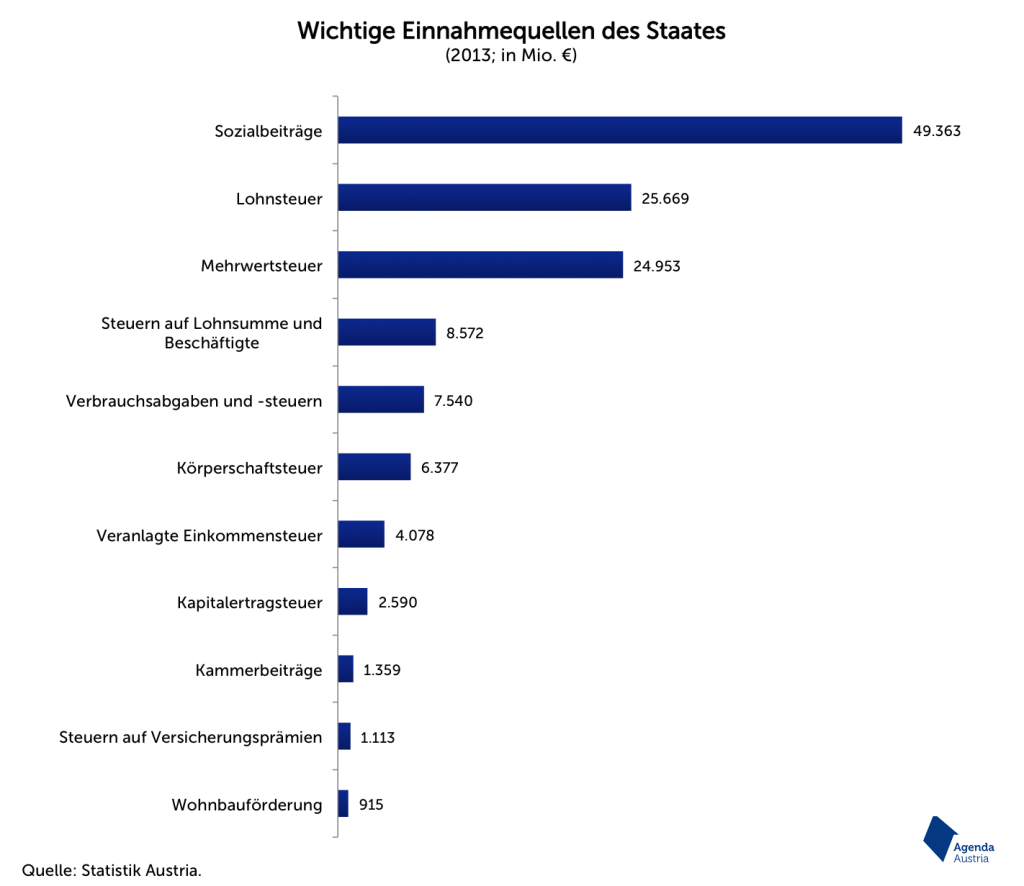 Wichtige Einnahmequellen des Staates
(2013; in Mio. €)
Sozialbeiträge 49.363
Lohnsteuer 25.669
Mehrwertsteuer 24.953
Steuern auf Lohnsumme und
Beschäftigte 8.572
Verbrauchsabgaben und -steuern 7.540
Körperschaftsteuer 6.377
Veranlagte Einkommensteuer 4.078
Kapitalertragsteuer 2.590
Kammerbeiträge 1.359
Steuern auf Versicherungsprämien 1.113
Wohnbauförderung 915
Agenda
Austria
Quelle: Statistik Austria.